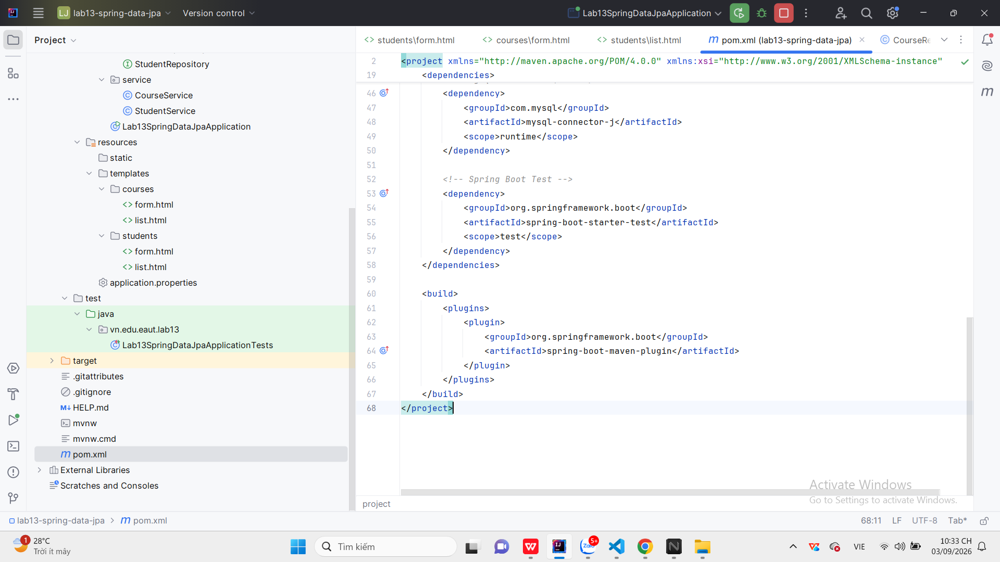 LJ lab13-spring-data-jpa Version control Lab13SpringDataJpaApplication
Project
StudentRepository
service
CourseService
StudentService
Lab13SpringDataJpaApplication
resources
static
templates
courses
form.html
list.html
students
form.html
list.html
application.properties
test
java
vn.edu.eaut.lab13
Lab13SpringDataJpaApplicationTests
target
.gitattributes
.gitignore
M↓ HELP.md
mvnw
mvnw.cmd
m pom.xml
External Libraries
Scratches and Consoles
<> students\form.html <> courses\form.html <> students\list.html m pom.xml (lab13-spring-data-jpa) © CourseRe
2 <project xmlns="http://maven.apache.org/POM/4.0.0" xmlns:xsi="http://www.w3.org/2001/XMLSchema-instance"
19 <dependencies>
46 <dependency>
47 <groupId>com.mysql</groupId>
48 <artifactId>mysql-connector-j</artifactId>
49 <scope>runtime</scope>
50 </dependency>
51
52 <!-- Spring Boot Test -->
53 <dependency>
54 <groupId>org.springframework.boot</groupId>
55 <artifactId>spring-boot-starter-test</artifactId>
56 <scope>test</scope>
57 </dependency>
58 </dependencies>
59
60 <build>
61 <plugins>
62 <plugin>
63 <groupId>org.springframework.boot</groupId>
64 <artifactId>spring-boot-maven-plugin</artifactId>
65 </plugin>
66 </plugins>
67 </build>
68 </project>
Activate Windows
Go to Settings to activate Windows.
project
lab13-spring-data-jpa > m pom.xml 68:11 LF UTF-8 Tab*
1 28°C
Trời ít mây
Tìm kiếm
Zalo 5+
VIE
10:33 CH
03/09/2026